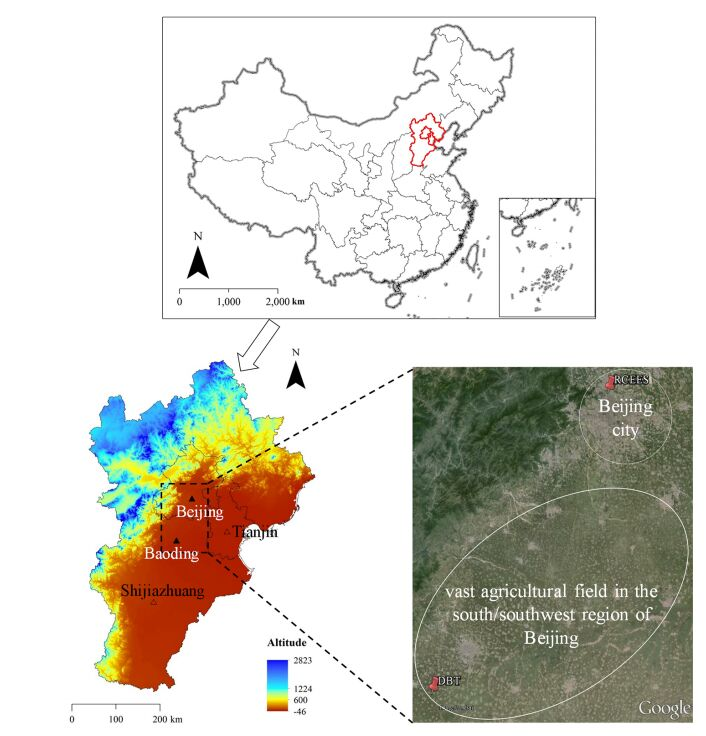 N
0 1,000 2,000 km
N
RCEES
Beijing
city
Beijing
Tianjin
Baoding
Shijiazhuang
vast agricultural field in the
south/southwest region of
Beijing
Altitude
2823
1224
600
-46
DBT
0 100 200 km
Google